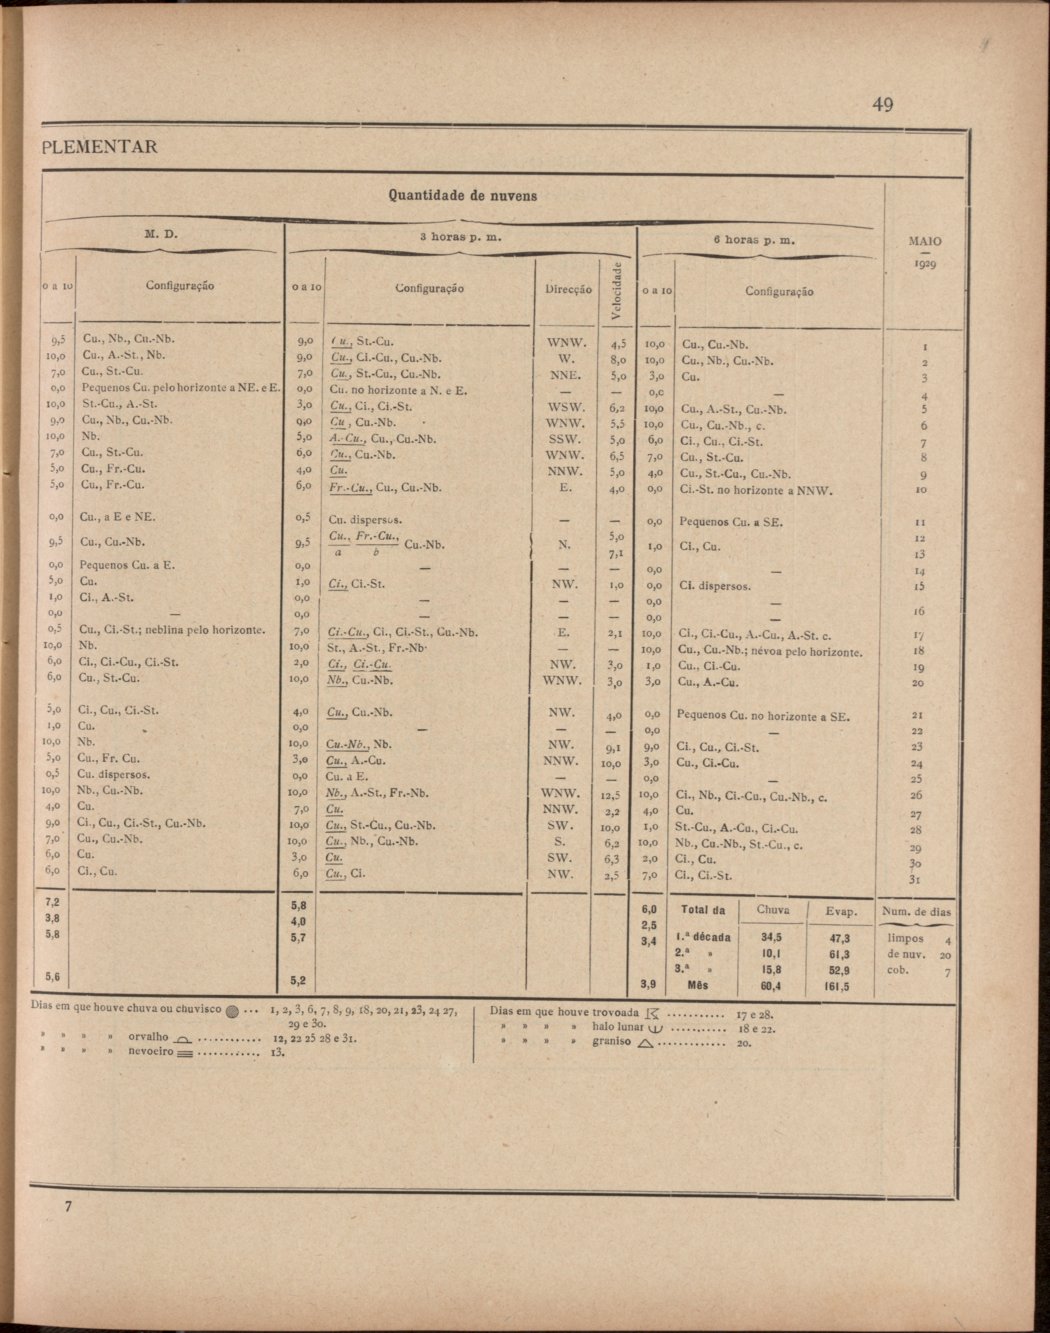 49
PLEMENTAR
Quantidade de nuvens
M. D. 3 horas p. m. 6 horas p. m. MAIO — 1929
0 a 10 Configuração 0 a 10 Configuração Direcção Velocidade 0 a 10 Configuração
9,5 Cu., Nb., Cu.-Nb. 9,0 Cu., St.-Cu. WNW. 4,5 10,0 Cu., Cu.-Nb. 1
10,0 Cu., A.-St., Nb. 9,0 Cu., Ci.-Cu., Cu.-Nb. W. 8,0 10,0 Cu., Nb., Cu.-Nb. 2
7,0 Cu., St.-Cu. 7,0 Cu., St.-Cu., Cu.-Nb. NNE. 5,0 3,0 Cu. 3
0,0 Pequenos Cu. pelo horizonte a NE. e E. 0,0 Cu. no horizonte a N. e E. — — 0,0 — 4
10,0 St.-Cu., A.-St. 3,0 Cu., Ci., Ci.-St. WSW. 6,2 10,0 Cu., A.-St., Cu.-Nb. 5
9,0 Cu., Nb., Cu.-Nb. 9,0 Cu., Cu.-Nb. WNW. 5,5 10,0 Cu., Cu.-Nb., c. 6
10,0 Nb. 5,0 A.-Cu., Cu., Cu.-Nb. SSW. 5,0 6,0 Ci., Cu., Ci.-St. 7
7,0 Cu., St.-Cu. 6,0 Cu., Cu.-Nb. WNW. 6,5 7,0 Cu., St.-Cu. 8
5,0 Cu., Fr.-Cu. 4,0 Cu. NNW. 5,0 4,0 Cu., St.-Cu., Cu.-Nb. 9
5,0 Cu., Fr.-Cu. 6,0 Fr.-Cu., Cu., Cu.-Nb. E. 4,0 0,0 Ci.-St. no horizonte a NNW. 10
0,0 Cu., a E e NE. 0,5 Cu. dispersos. — — 0,0 Pequenos Cu. a SE. 11
9,5 Cu., Cu.-Nb. 9,5 Cu., Fr.-Cu., Cu.-Nb. N. 5,0 1,0 Ci., Cu. 12
a b 7,1 13
0,0 Pequenos Cu. a E. 0,0 — — — 0,0 — 14
5,0 Cu. 1,0 Ci., Ci.-St. NW. 1,0 0,0 Ci. dispersos. 15
1,0 Ci., A.-St. 0,0 — — — 0,0 —
0,0 — 0,0 — — — 0,0 — 16
0,5 Cu., Ci.-St.; neblina pelo horizonte. 7,0 Ci.-Cu., Ci., Ci.-St., Cu.-Nb. E. 2,1 10,0 Ci., Ci.-Cu., A.-Cu., A.-St. c. 17
10,0 Nb. 10,0 St., A.-St., Fr.-Nb. — — 10,0 Cu., Cu.-Nb.; névoa pelo horizonte. 18
6,0 Ci., Ci.-Cu., Ci.-St. 2,0 Ci., Ci.-Cu. NW. 3,0 1,0 Cu., Ci.-Cu. 19
6,0 Cu., St.-Cu. 10,0 Nb., Cu.-Nb. WNW. 3,0 3,0 Cu., A.-Cu. 20
5,0 Ci., Cu., Ci.-St. 4,0 Cu., Cu.-Nb. NW. 4,0 0,0 Pequenos Cu. no horizonte a SE. 21
1,0 Cu. 0,0 — — — 0,0 — 22
10,0 Nb. 10,0 Cu.-Nb., Nb. NW. 9,1 9,0 Ci., Cu., Ci.-St. 23
5,0 Cu., Fr. Cu. 3,0 Cu., A.-Cu. NNW. 10,0 3,0 Cu., Ci.-Cu. 24
0,5 Cu. dispersos. 0,0 Cu. a E. — — 0,0 — 25
10,0 Nb., Cu.-Nb. 10,0 Nb., A.-St., Fr.-Nb. WNW. 12,5 10,0 Ci., Nb., Ci.-Cu., Cu.-Nb., c. 26
4,0 Cu. 7,0 Cu. NNW. 2,2 4,0 Cu. 27
9,0 Ci., Cu., Ci.-St., Cu.-Nb. 10,0 Cu., St.-Cu., Cu.-Nb. SW. 10,0 1,0 St.-Cu., A.-Cu., Ci.-Cu. 28
7,0 Cu., Cu.-Nb. 10,0 Cu., Nb., Cu.-Nb. S. 6,2 10,0 Nb., Cu.-Nb., St.-Cu., c. 29
6,0 Cu. 3,0 Cu. SW. 6,3 2,0 Ci., Cu. 30
6,0 Ci., Cu. 6,0 Cu., Ci. NW. 2,5 7,0 Ci., Ci.-St. 31
7,2 5,8 6,0 Total da Chuva Evap. Num. de dias
3,8 4,0 2,5
5,8 5,7 3,4 1.ª década 34,5 47,3 limpos 4
2.ª » 10,1 61,3 de nuv. 20
3.ª » 15,8 52,9 cob. 7
5,6 5,2 3,9 Mês 60,4 161,5
Dias em que houve chuva ou chuvisco ... 1, 2, 3, 6, 7, 8, 9, 18, 20, 21, 23, 24 27, Dias em que houve trovoada ........... 17 e 28.
29 e 30. » » » » halo lunar ........... 18 e 22.
» » » » orvalho ............ 12, 22 25 28 e 31. » » » » graniso ............. 20.
» » » » nevoeiro ............ 13.
7